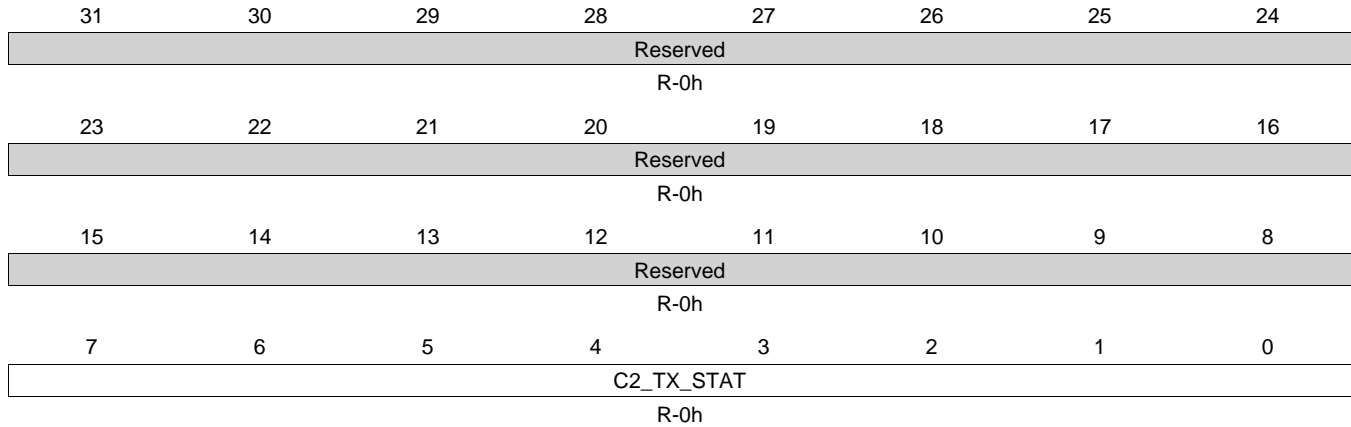 31 30 29 28 27 26 25 24
Reserved
R-0h
23 22 21 20 19 18 17 16
Reserved
R-0h
15 14 13 12 11 10 9 8
Reserved
R-0h
7 6 5 4 3 2 1 0
C2_TX_STAT
R-0h